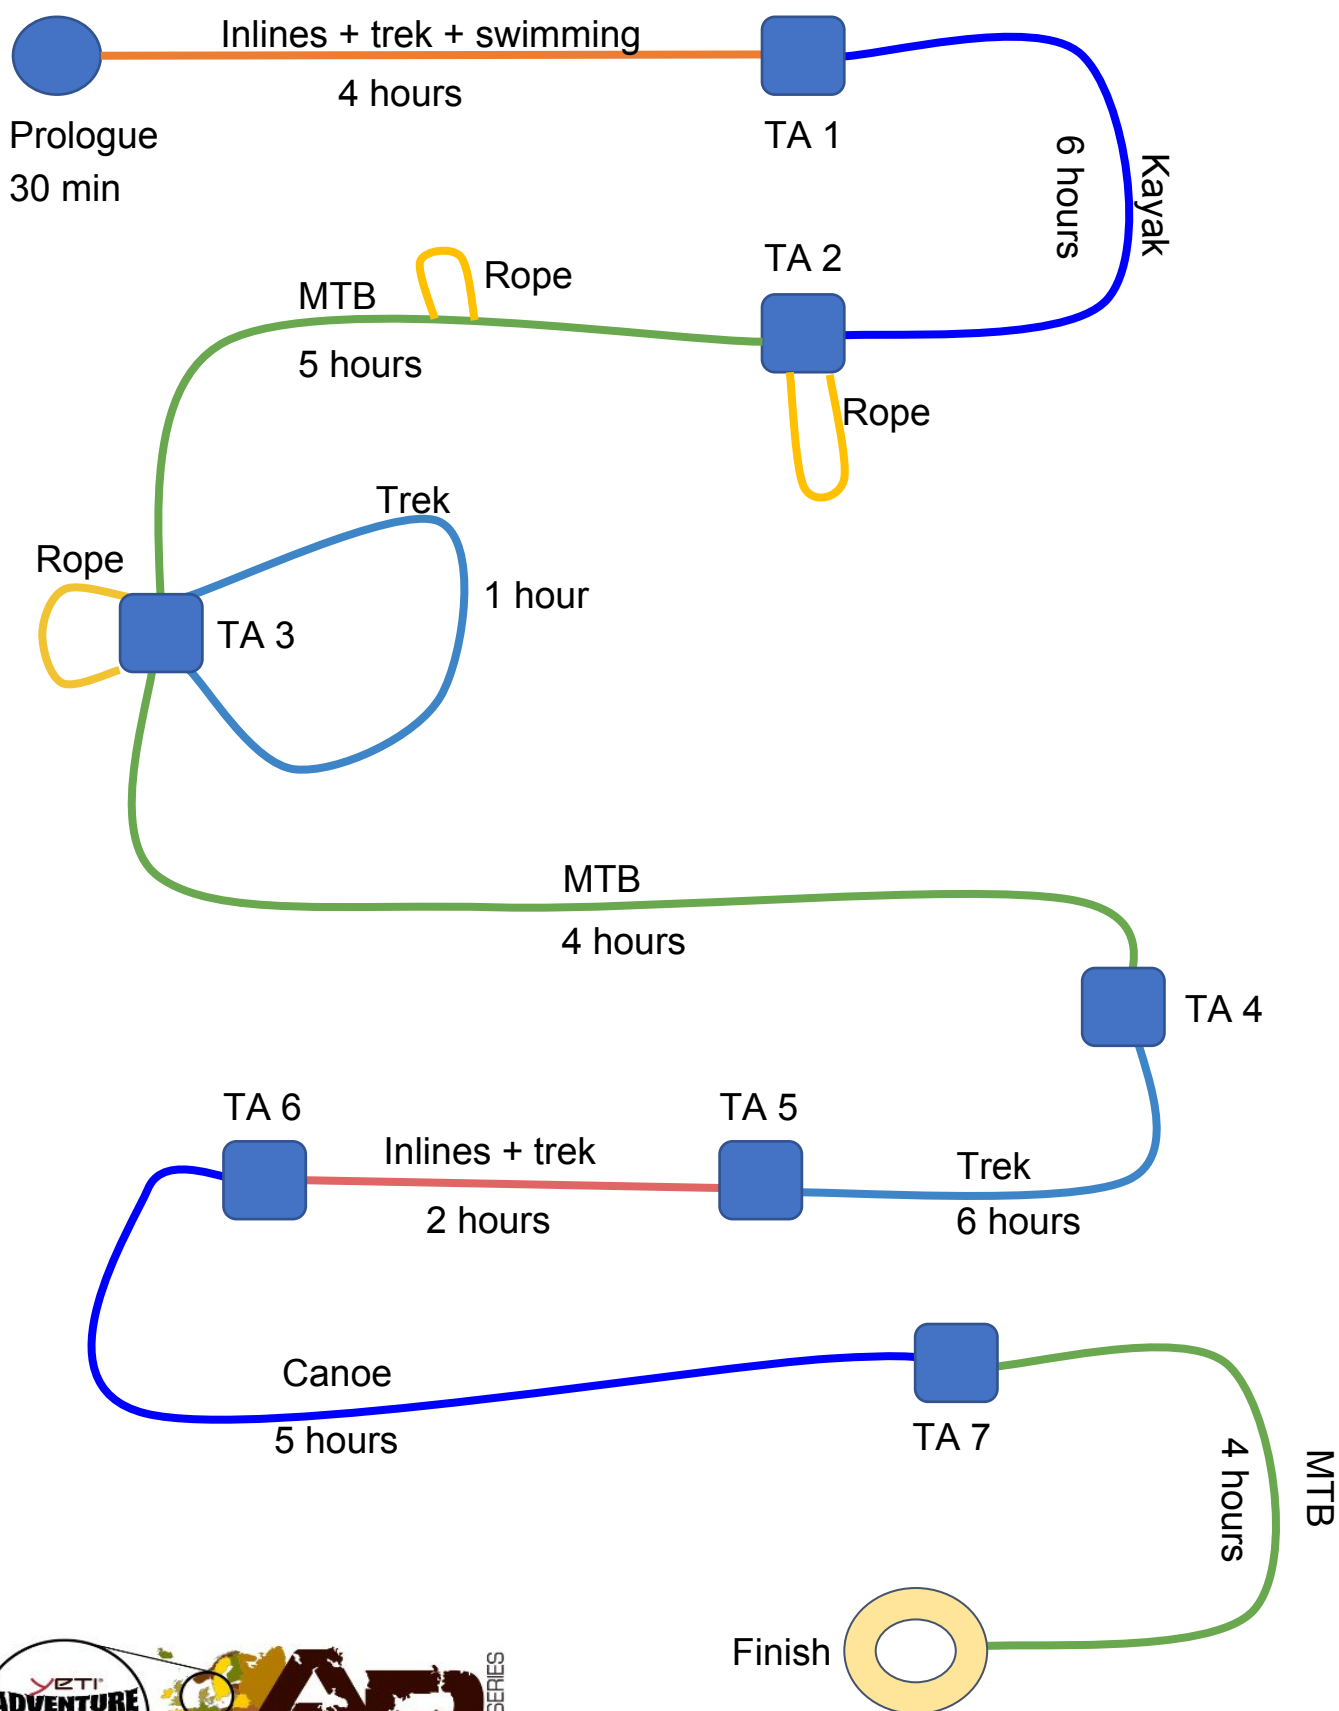 Inlines + trek + swimming
4 hours
Prologue
30 min
TA 1
Kayak
6 hours
TA 2
Rope
MTB
Rope
5 hours
Trek
1 hour
Rope
TA 3
MTB
4 hours
TA 4
Trek
6 hours
TA 5
Inlines + trek
2 hours
TA 6
Canoe
5 hours
TA 7
MTB
4 hours
Finish
YETI
ADVENTURE
AR
SERIES